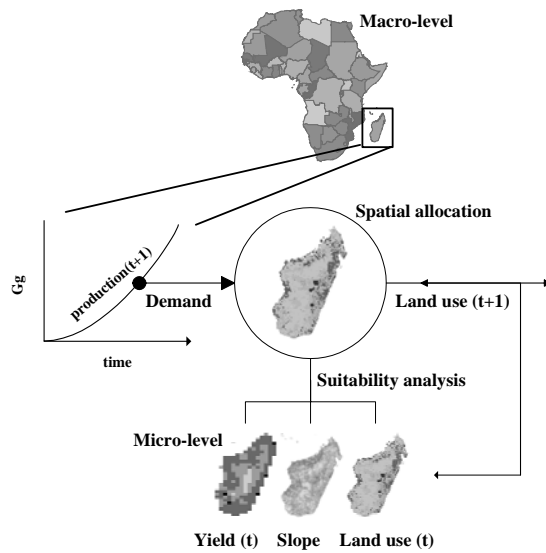 Macro-level
Spatial allocation
Gg
production(t+1)
Demand
Land use (t+1)
time
Suitability analysis
Micro-level
Yield (t)
Slope
Land use (t)